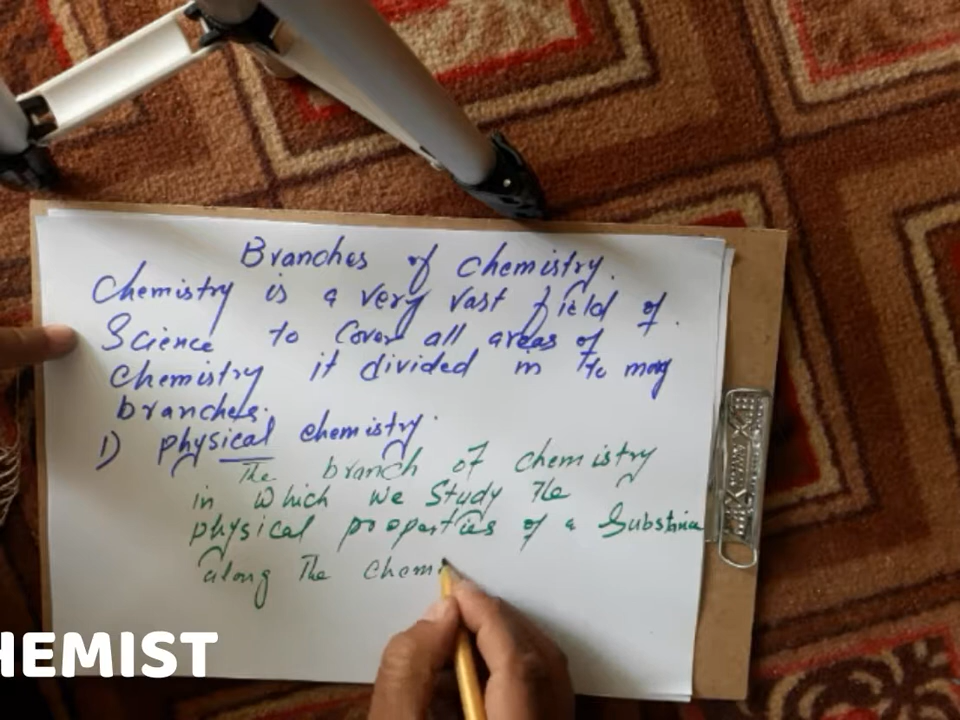 Branches of chemistry.
Chemistry is a very vast field of
Science to Cover all areas of
Chemistry it divided in to many
branches.
1) physical chemistry.
The branch of chemistry
in which we Study The
physical properties of a Substnce
along The Chem
HEMIST